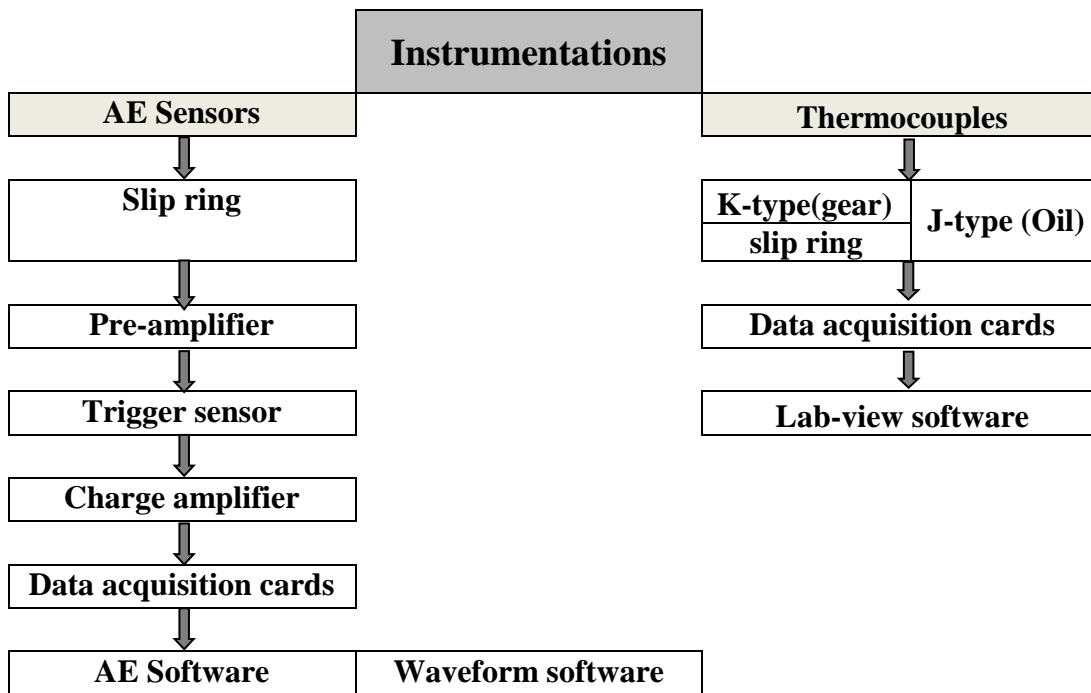 Instrumentations
AE Sensors
Slip ring
Pre-amplifier
Trigger sensor
Charge amplifier
Data acquisition cards
AE Software
Waveform software
Thermocouples
K-type(gear)
slip ring
J-type (Oil)
Data acquisition cards
Lab-view software